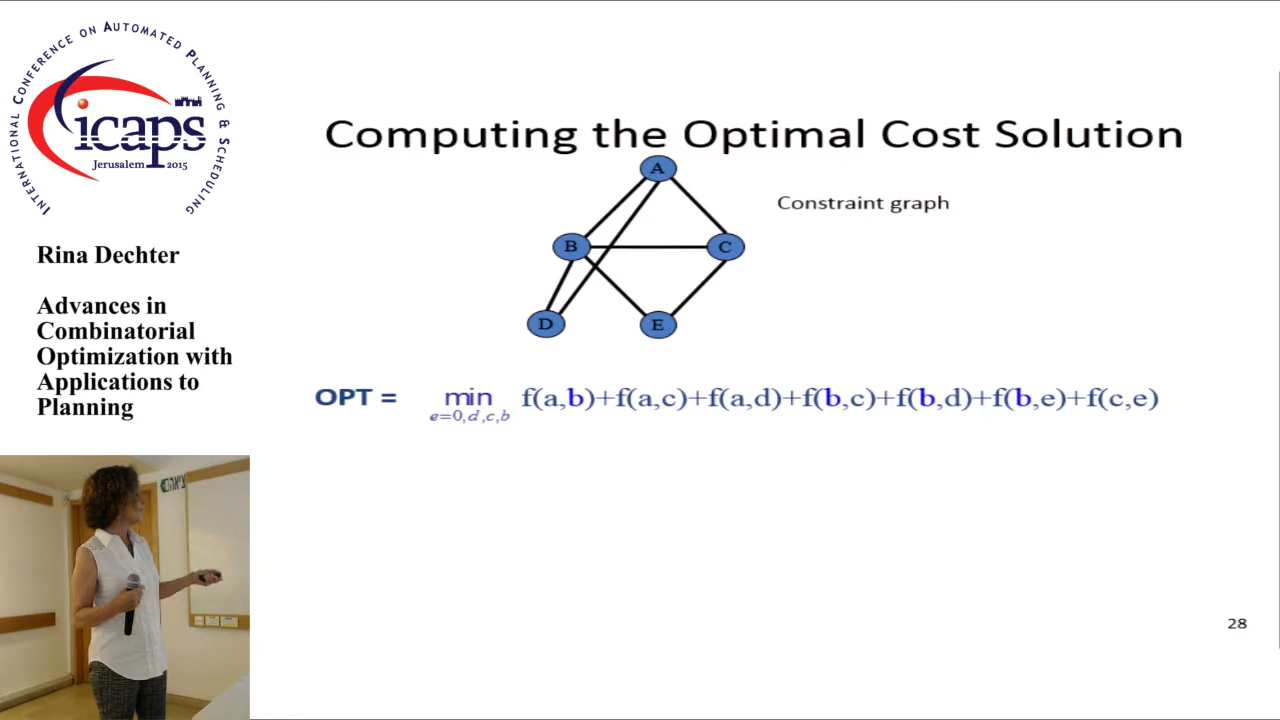 INTERNATIONAL CONFERENCE ON AUTOMATED PLANNING & SCHEDULING
icaps
Jerusalem 2015
Rina Dechter
Advances in
Combinatorial
Optimization with
Applications to
Planning
Computing the Optimal Cost Solution
A
Constraint graph
B
C
D
E
OPT = min f(a,b)+f(a,c)+f(a,d)+f(b,c)+f(b,d)+f(b,e)+f(c,e)
e=0,d,c,b
28